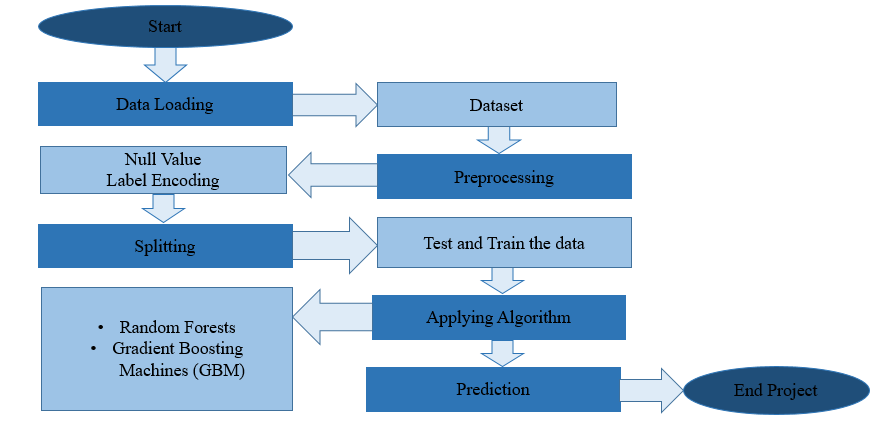 Start
Data Loading
Dataset
Null Value
Label Encoding
Preprocessing
Splitting
Test and Train the data
• Random Forests
• Gradient Boosting
Machines (GBM)
Applying Algorithm
Prediction
End Project